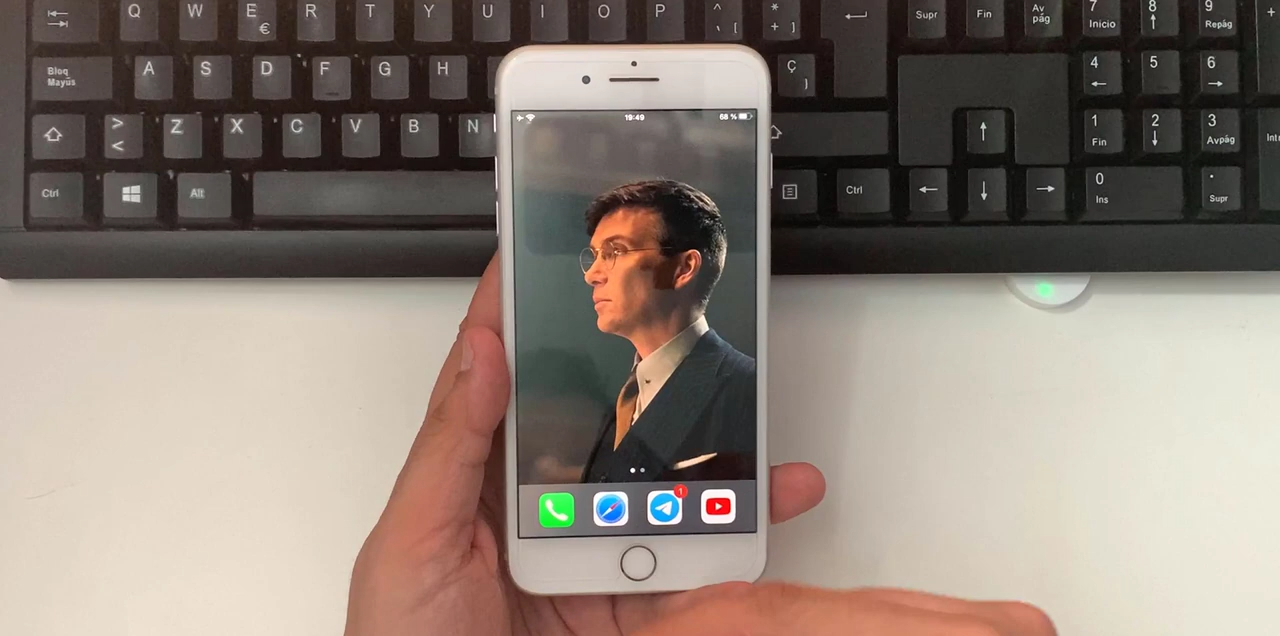 Q W E R T Y U I O P ^ * Supr Fin Av pág 7 8 9 +
€ ` [ + ] Inicio ↑ Repág
Bloq Mayús A S D F G H Ç } 4 5 6
← →
19:49 68 %
> < Z X C V B N 1 2 3
Fin ↓ Avpág
Ctrl Alt Ctrl 0 .
Ins Supr
1